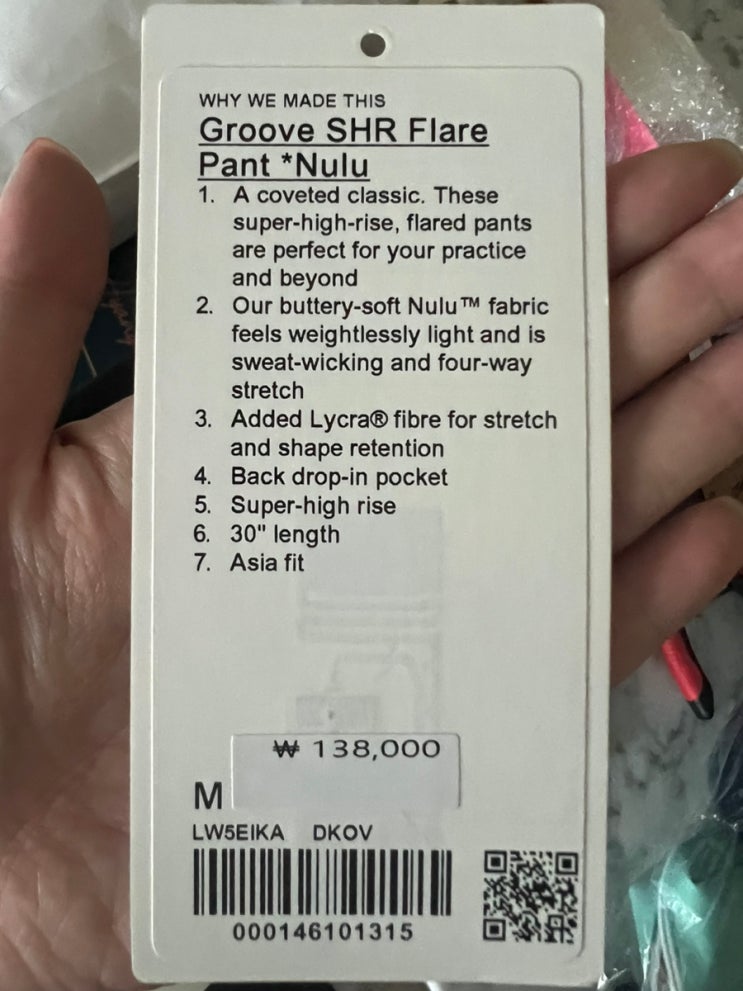 WHY WE MADE THIS
Groove SHR Flare
Pant *Nulu
1. A coveted classic. These
super-high-rise, flared pants
are perfect for your practice
and beyond
2. Our buttery-soft Nulu™ fabric
feels weightlessly light and is
sweat-wicking and four-way
stretch
3. Added Lycra® fibre for stretch
and shape retention
4. Back drop-in pocket
5. Super-high rise
6. 30" length
7. Asia fit
₩ 138,000
M
LW5EIKA DKOV
000146101315